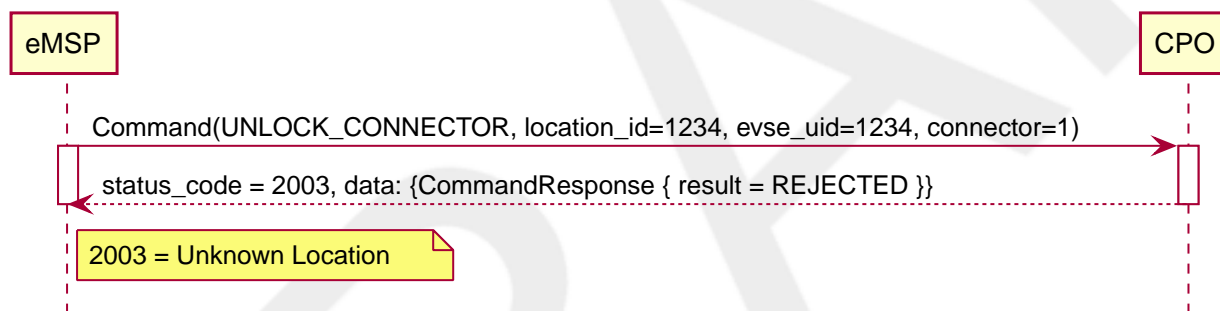 eMSP
CPO
Command(UNLOCK_CONNECTOR, location_id=1234, evse_uid=1234, connector=1)
status_code = 2003, data: {CommandResponse { result = REJECTED }}
2003 = Unknown Location